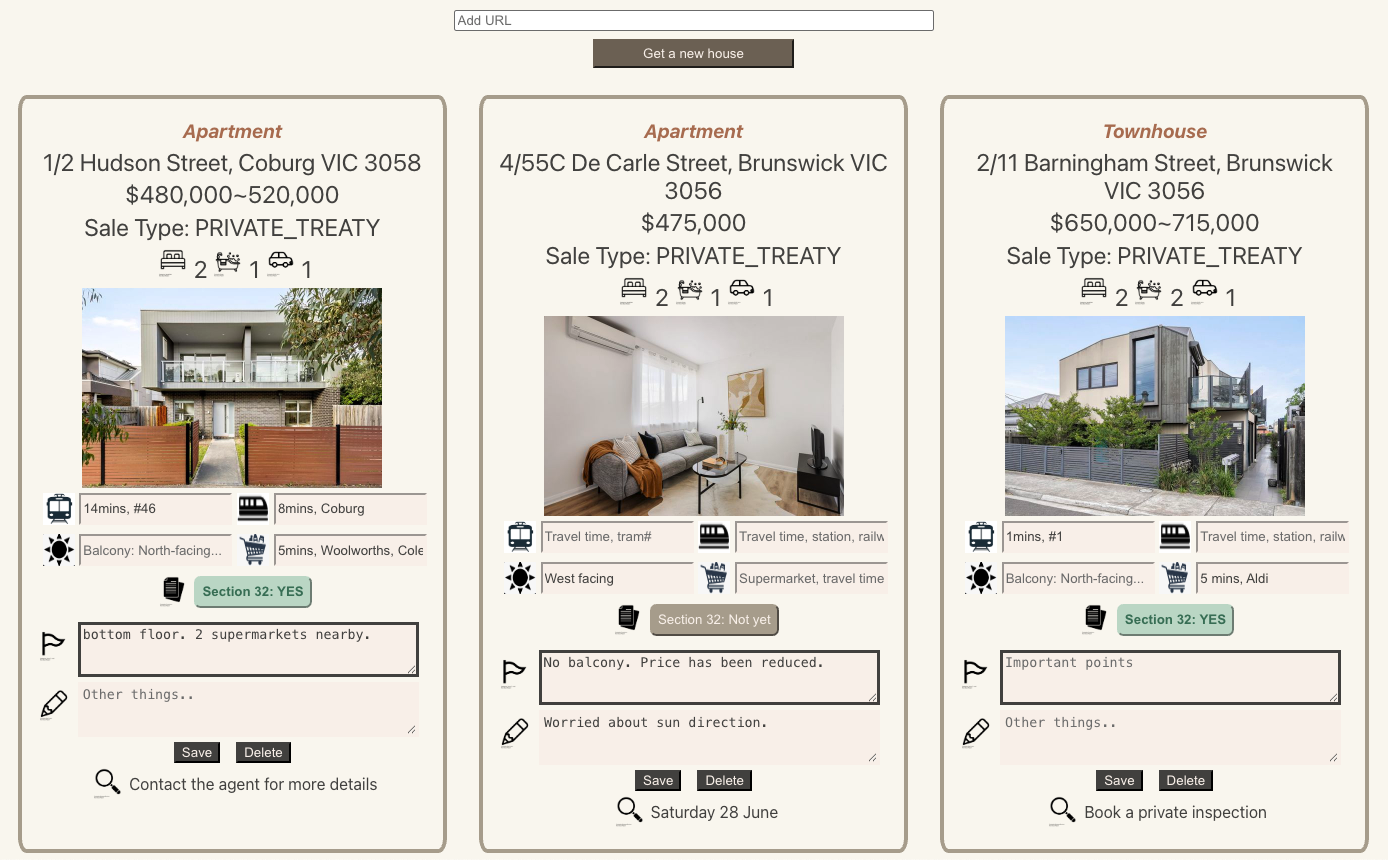 Add URL
Get a new house
Apartment
1/2 Hudson Street, Coburg VIC 3058
$480,000~520,000
Sale Type: PRIVATE_TREATY
2 1 1
14mins, #46
8mins, Coburg
Balcony: North-facing...
5mins, Woolworths, Cole
Section 32: YES
bottom floor. 2 supermarkets nearby.
Other things..
Save Delete
Contact the agent for more details
Apartment
4/55C De Carle Street, Brunswick VIC
3056
$475,000
Sale Type: PRIVATE_TREATY
2 1 1
Travel time, tram#
Travel time, station, railw
West facing
Supermarket, travel time
Section 32: Not yet
No balcony. Price has been reduced.
Worried about sun direction.
Save Delete
Saturday 28 June
Townhouse
2/11 Barningham Street, Brunswick
VIC 3056
$650,000~715,000
Sale Type: PRIVATE_TREATY
2 2 1
1mins, #1
Travel time, station, railw
Balcony: North-facing...
5 mins, Aldi
Section 32: YES
Important points
Other things..
Save Delete
Book a private inspection